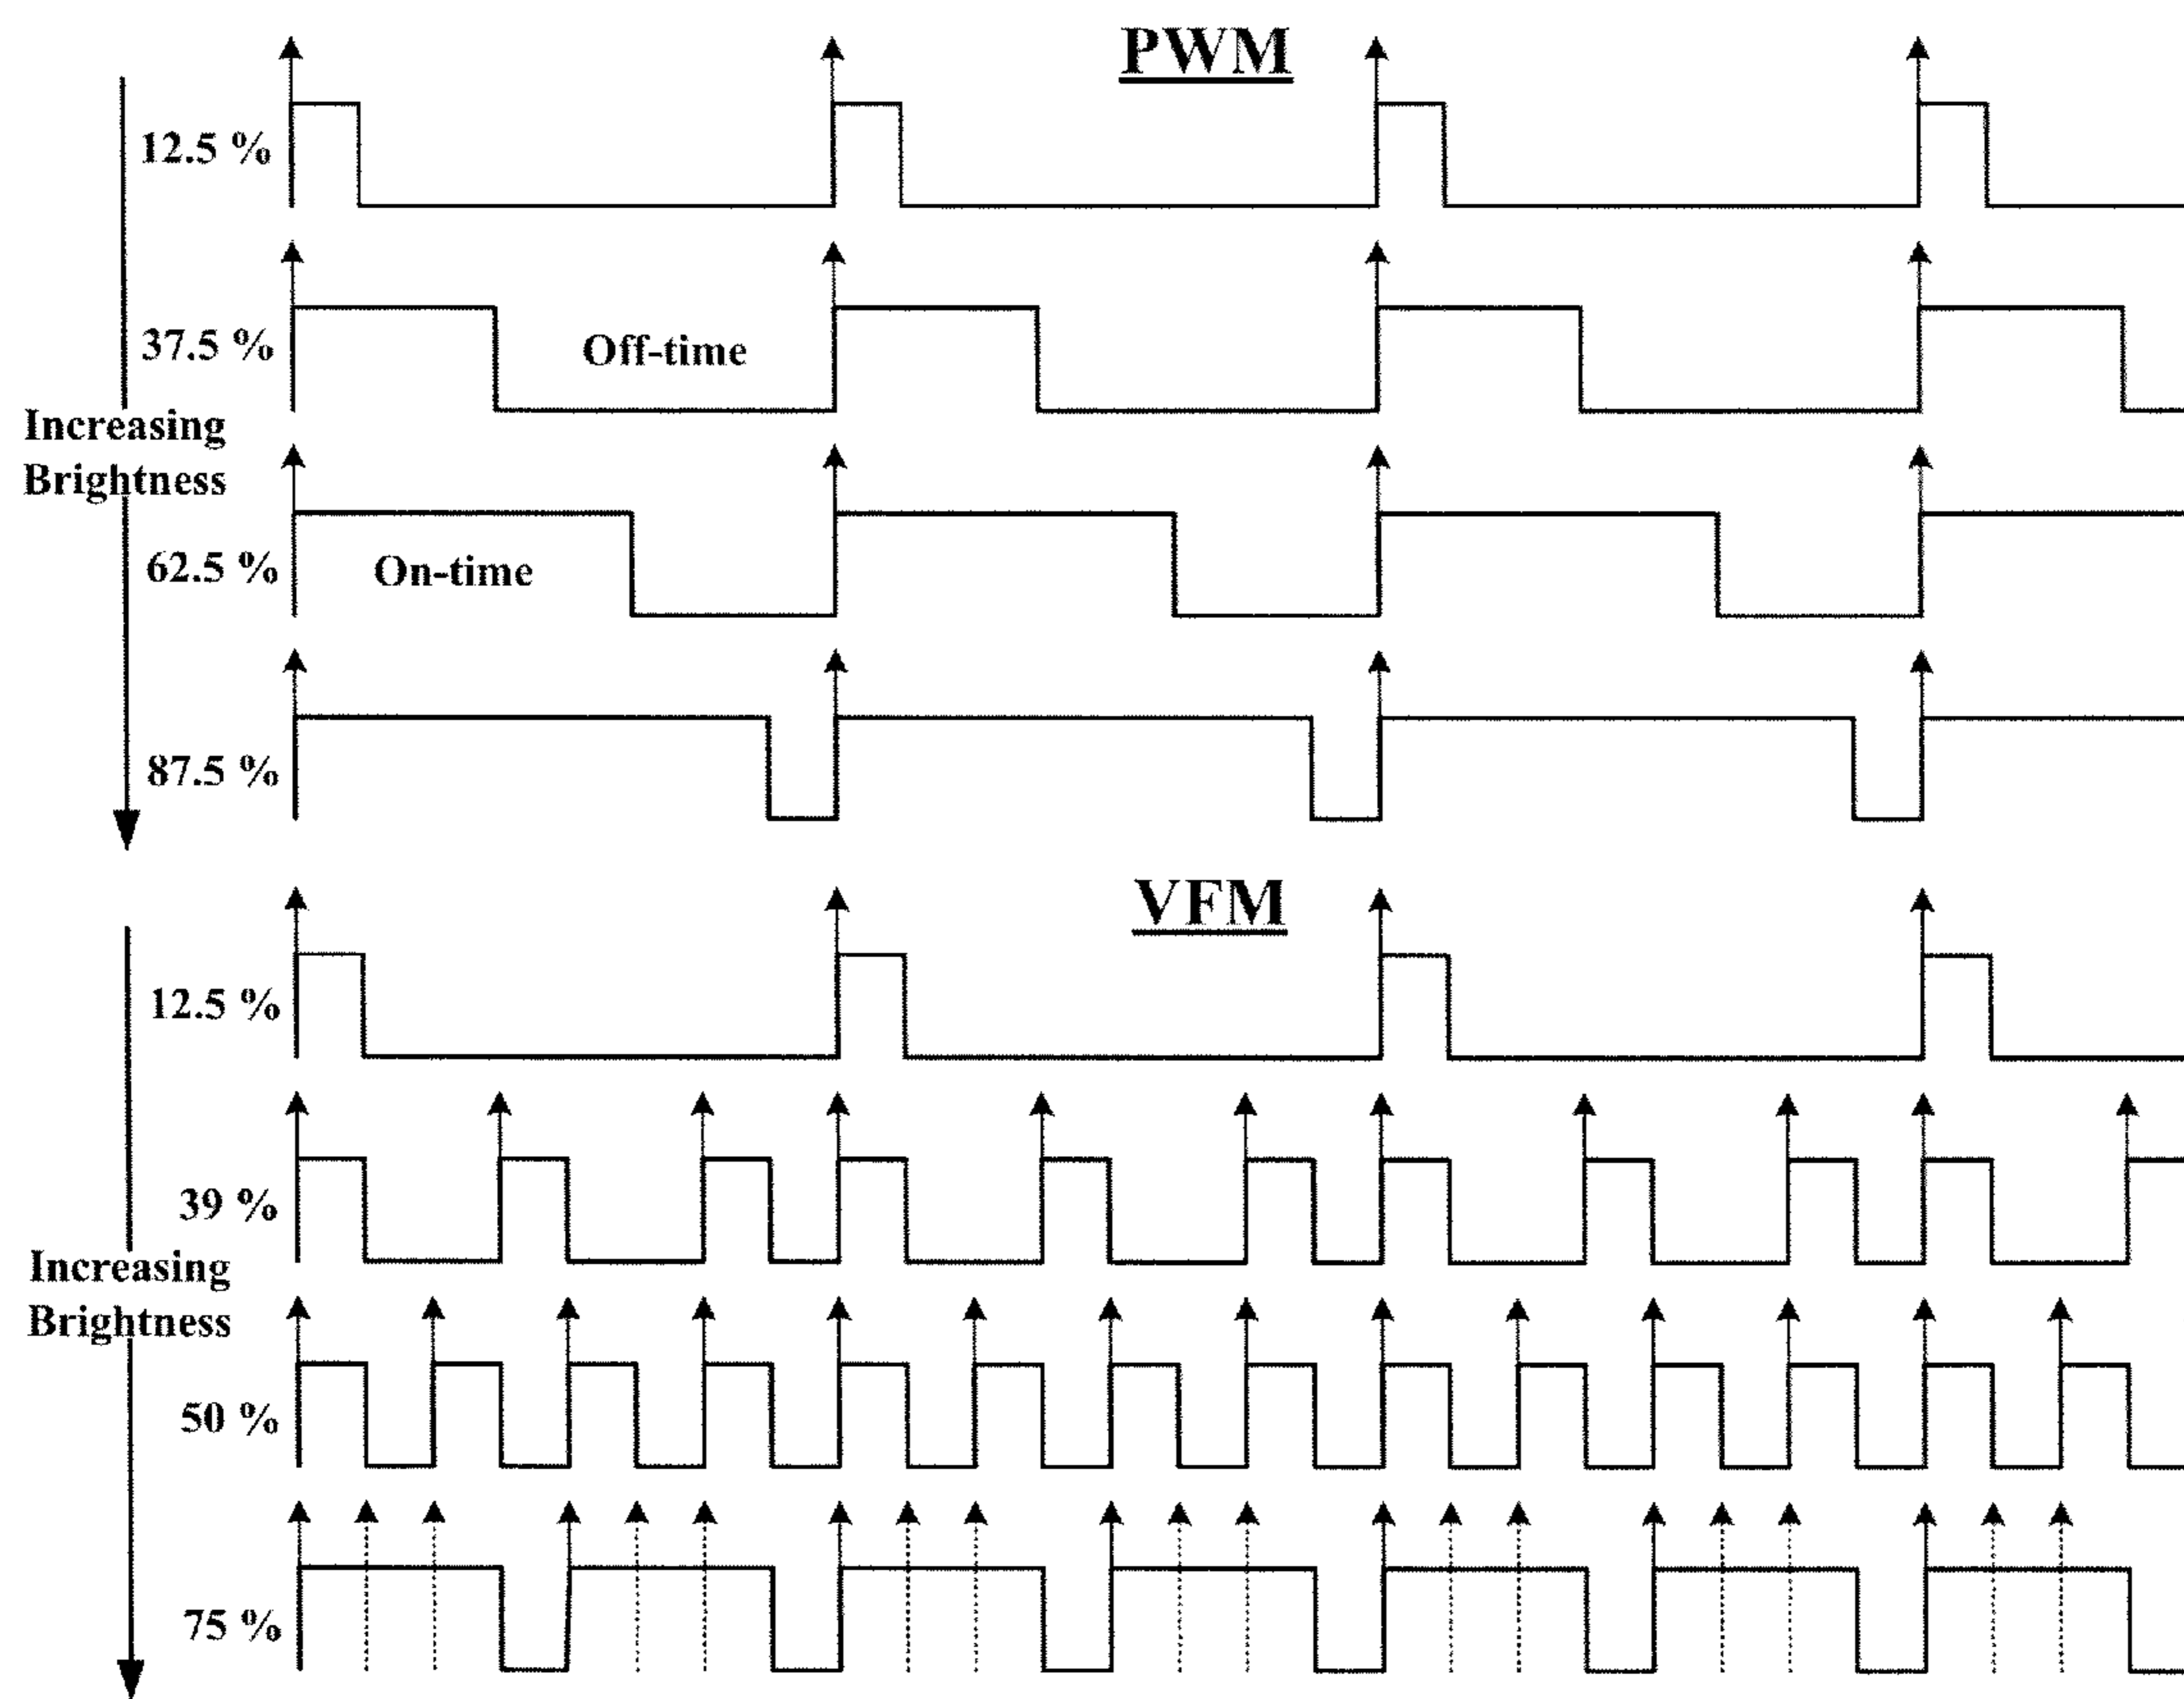 PWM
12.5 %
37.5 %
Off-time
Increasing
Brightness
62.5 %
On-time
87.5 %
VFM
12.5 %
39 %
Increasing
Brightness
50 %
75 %